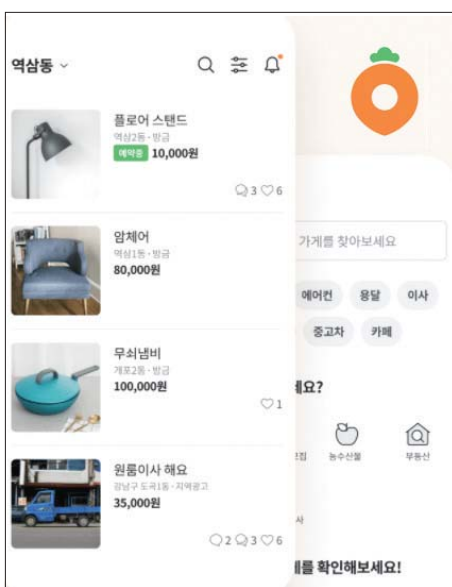 역삼동
플로어 스탠드
역삼2동·방금
예약중 10,000원
3 6
암체어
역삼1동·방금
80,000원
무쇠냄비
개포2동·방금
100,000원
1
원룸이사 해요
강남구 도곡1동·지역광고
35,000원
2 3 6
가게를 찾아보세요
에어컨 용달 이사
중고차 카페
요?
농수산물 부동산
사
를 확인해보세요!